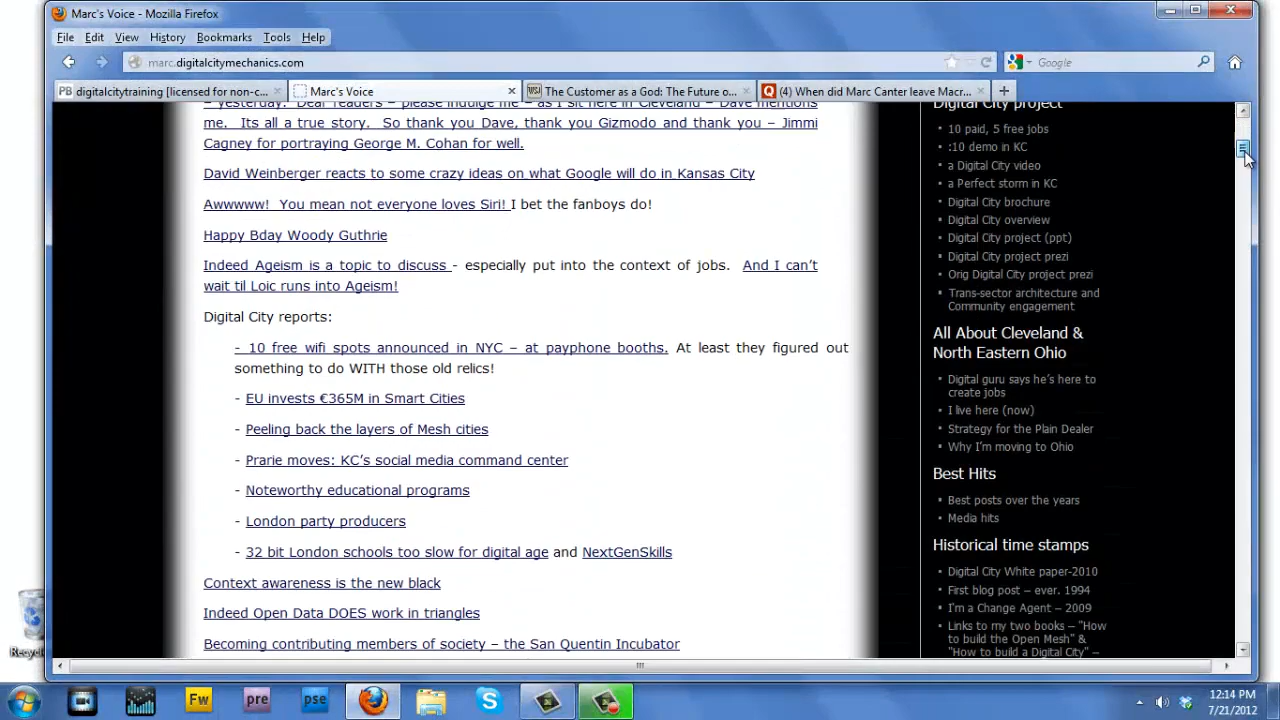 Marc's Voice - Mozilla Firefox
File Edit View History Bookmarks Tools Help
marc.digitalcitymechanics.com
Google
digitalcitytraining [licensed for non-c...
Marc's Voice
The Customer as a God: The Future o...
(4) When did Marc Canter leave Macr...
– yesterday. Dear readers – please indulge me – as I sit here in Cleveland – Dave mentions
me. Its all a true story. So thank you Dave, thank you Gizmodo and thank you – Jimmi
Cagney for portraying George M. Cohan for well.
David Weinberger reacts to some crazy ideas on what Google will do in Kansas City
Awwwww! You mean not everyone loves Siri! I bet the fanboys do!
Happy Bday Woody Guthrie
Indeed Ageism is a topic to discuss - especially put into the context of jobs. And I can't
wait til Loic runs into Ageism!
Digital City reports:
- 10 free wifi spots announced in NYC – at payphone booths. At least they figured out
something to do WITH those old relics!
- EU invests €365M in Smart Cities
- Peeling back the layers of Mesh cities
- Prarie moves: KC's social media command center
- Noteworthy educational programs
- London party producers
- 32 bit London schools too slow for digital age and NextGenSkills
Context awareness is the new black
Indeed Open Data DOES work in triangles
Becoming contributing members of society – the San Quentin Incubator
Digital City project
• 10 paid, 5 free jobs
• :10 demo in KC
• a Digital City video
• a Perfect storm in KC
• Digital City brochure
• Digital City overview
• Digital City project (ppt)
• Digital City project prezi
• Orig Digital City project prezi
• Trans-sector architecture and
Community engagement
All About Cleveland &
North Eastern Ohio
• Digital guru says he's here to
create jobs
• I live here (now)
• Strategy for the Plain Dealer
• Why I'm moving to Ohio
Best Hits
• Best posts over the years
• Media hits
Historical time stamps
• Digital City White paper-2010
• First blog post – ever. 1994
• I'm a Change Agent – 2009
• Links to my two books – "How
to build the Open Mesh" &
"How to build a Digital City" –
Recycl
Fw
pre
pse
12:14 PM
7/21/2012